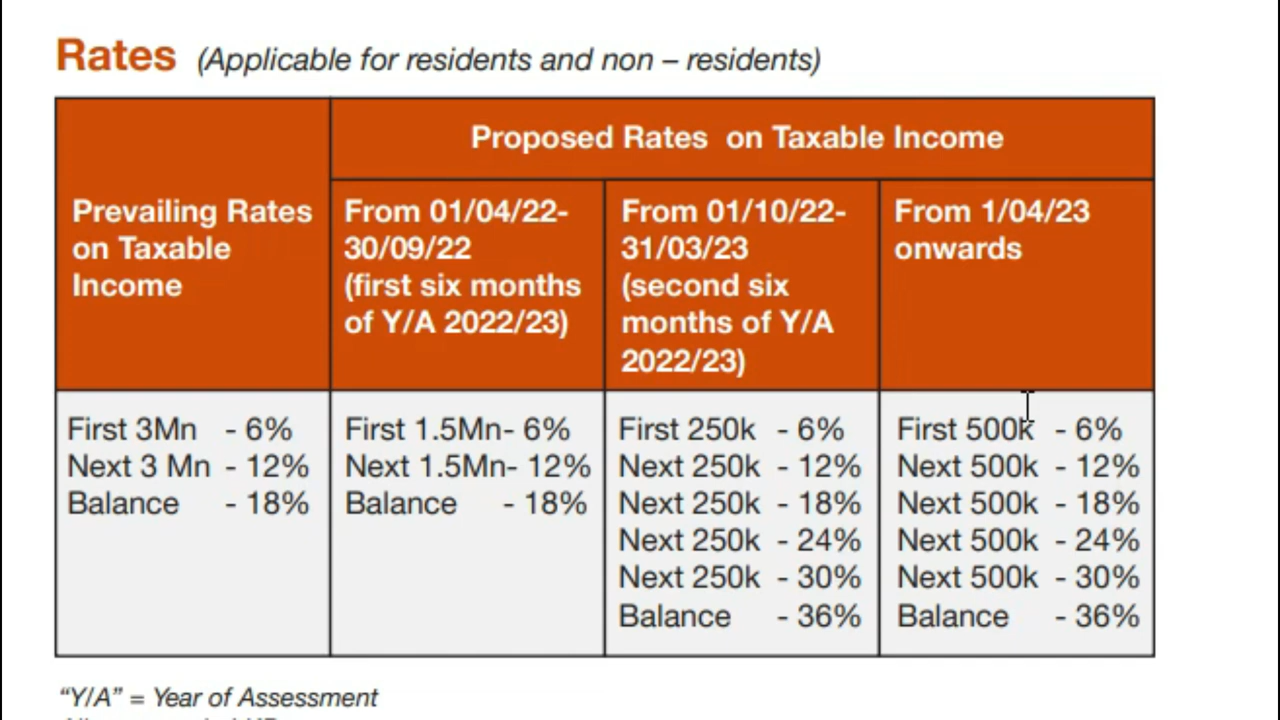 Rates (Applicable for residents and non – residents)
Proposed Rates on Taxable Income
Prevailing Rates
on Taxable
Income
From 01/04/22-
30/09/22
(first six months
of Y/A 2022/23)
From 01/10/22-
31/03/23
(second six
months of Y/A
2022/23)
From 1/04/23
onwards
First 3Mn - 6%
Next 3 Mn - 12%
Balance - 18%
First 1.5Mn- 6%
Next 1.5Mn- 12%
Balance - 18%
First 250k - 6%
Next 250k - 12%
Next 250k - 18%
Next 250k - 24%
Next 250k - 30%
Balance - 36%
First 500k - 6%
Next 500k - 12%
Next 500k - 18%
Next 500k - 24%
Next 500k - 30%
Balance - 36%
“Y/A” = Year of Assessment